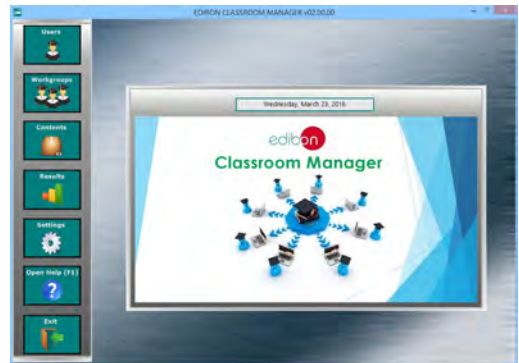 EDIBON CLASSROOM MANAGER v02.00.00
Users
Workgroups
Contents
Results
Settings
Open Help (F1)
Exit
Wednesday, March 23, 2016
edibon
Classroom Manager